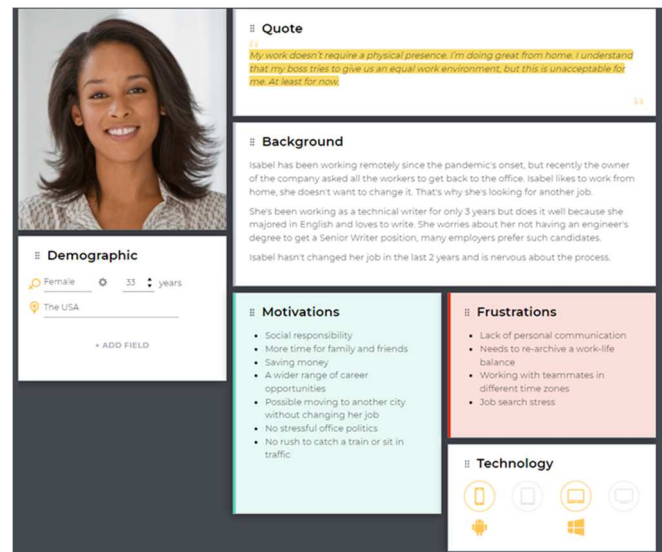 Quote
My work doesn't require a physical presence. I'm doing great from home. I understand
that my boss tries to give us an equal work environment, but this is unacceptable for
me. At least for now.
Background
Isabel has been working remotely since the pandemic's onset, but recently the owner
of the company asked all the workers to get back to the office. Isabel likes to work from
home, she doesn't want to change it. That's why she's looking for another job.
She's been working as a technical writer for only 3 years but does it well because she
majored in English and loves to write. She worries about her not having an engineer's
degree to get a Senior Writer position, many employers prefer such candidates.
Isabel hasn't changed her job in the last 2 years and is nervous about the process.
Demographic
Female 33 years
The USA
+ ADD FIELD
Motivations
• Social responsibility
• More time for family and friends
• Saving money
• A wider range of career
opportunities
• Possible moving to another city
without changing her job
• No stressful office politics
• No rush to catch a train or sit in
traffic
Frustrations
• Lack of personal communication
• Needs to re-archive a work-life
balance
• Working with teammates in
different time zones
• Job search stress
Technology